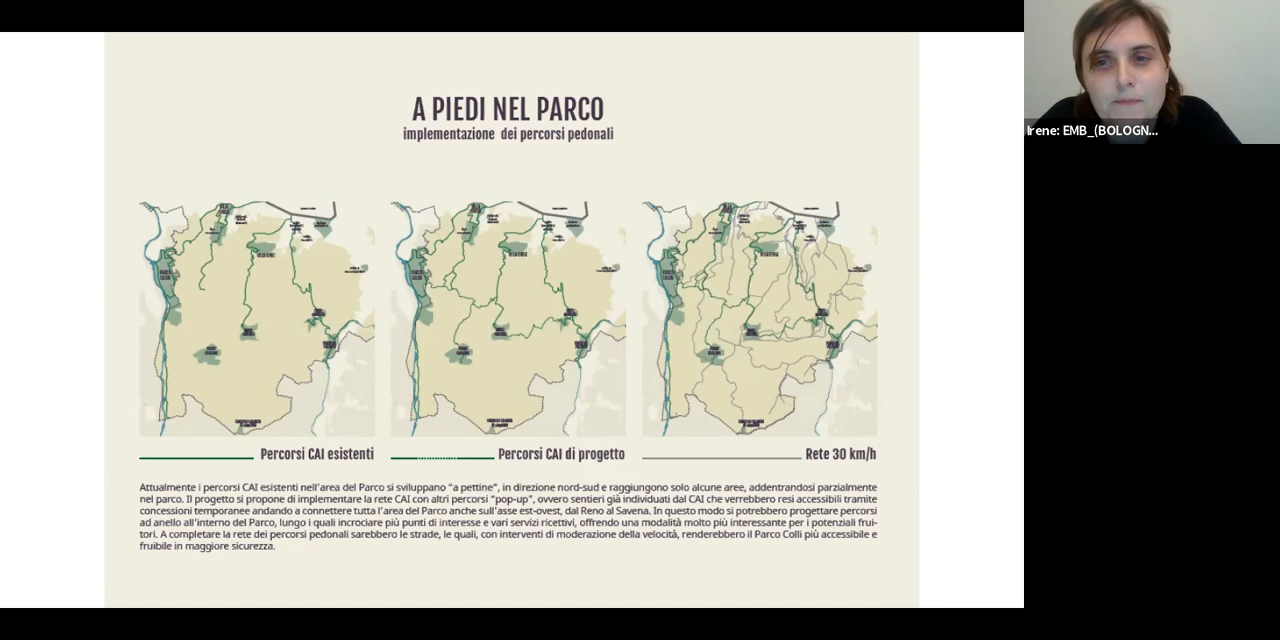 A PIEDI NEL PARCO
implementazione dei percorsi pedonali
Irene: EMB_(BOLOGN...
Percorsi CAI esistenti
Percorsi CAI di progetto
Rete 30 km/h
Attualmente i percorsi CAI esistenti nell'area del Parco si sviluppano "a pettine", in direzione nord-sud e raggiungono solo alcune aree, addentrandosi parzialmente
nel parco. Il progetto si propone di implementare la rete CAI con altri percorsi "pop-up", ovvero sentieri già individuati dal CAI che verrebbero resi accessibili tramite
concessioni temporanee andando a connettere tutta l'area del Parco anche sull'asse est-ovest, dal Reno al Savena. In questo modo si potrebbero progettare percorsi
ad anello all'interno del Parco, lungo i quali incrociare più punti di interesse e vari servizi ricettivi, offrendo una modalità molto più interessante per i potenziali frui-
tori. A completare la rete dei percorsi pedonali sarebbero le strade, le quali, con interventi di moderazione della velocità, renderebbero il Parco Colli più accessibile e
fruibile in maggiore sicurezza.